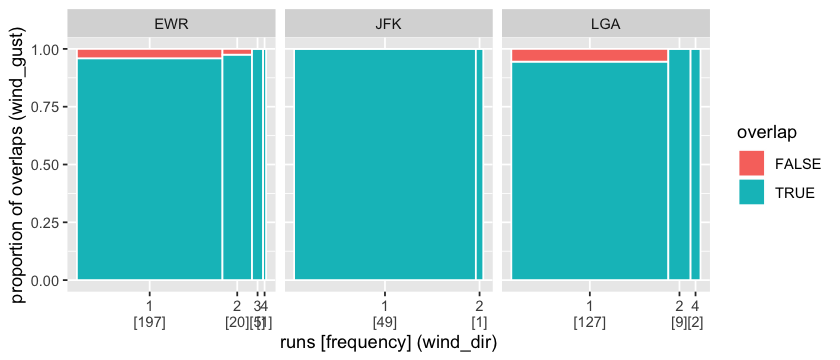 EWR JFK LGA
1.00
0.75
0.50
0.25
0.00
proportion of overlaps (wind_gust)
1 2 3 4 1 2 1 2 4
[197] [20] [49] [1] [127] [9] [2]
runs [frequency] (wind_dir)
overlap
FALSE
TRUE